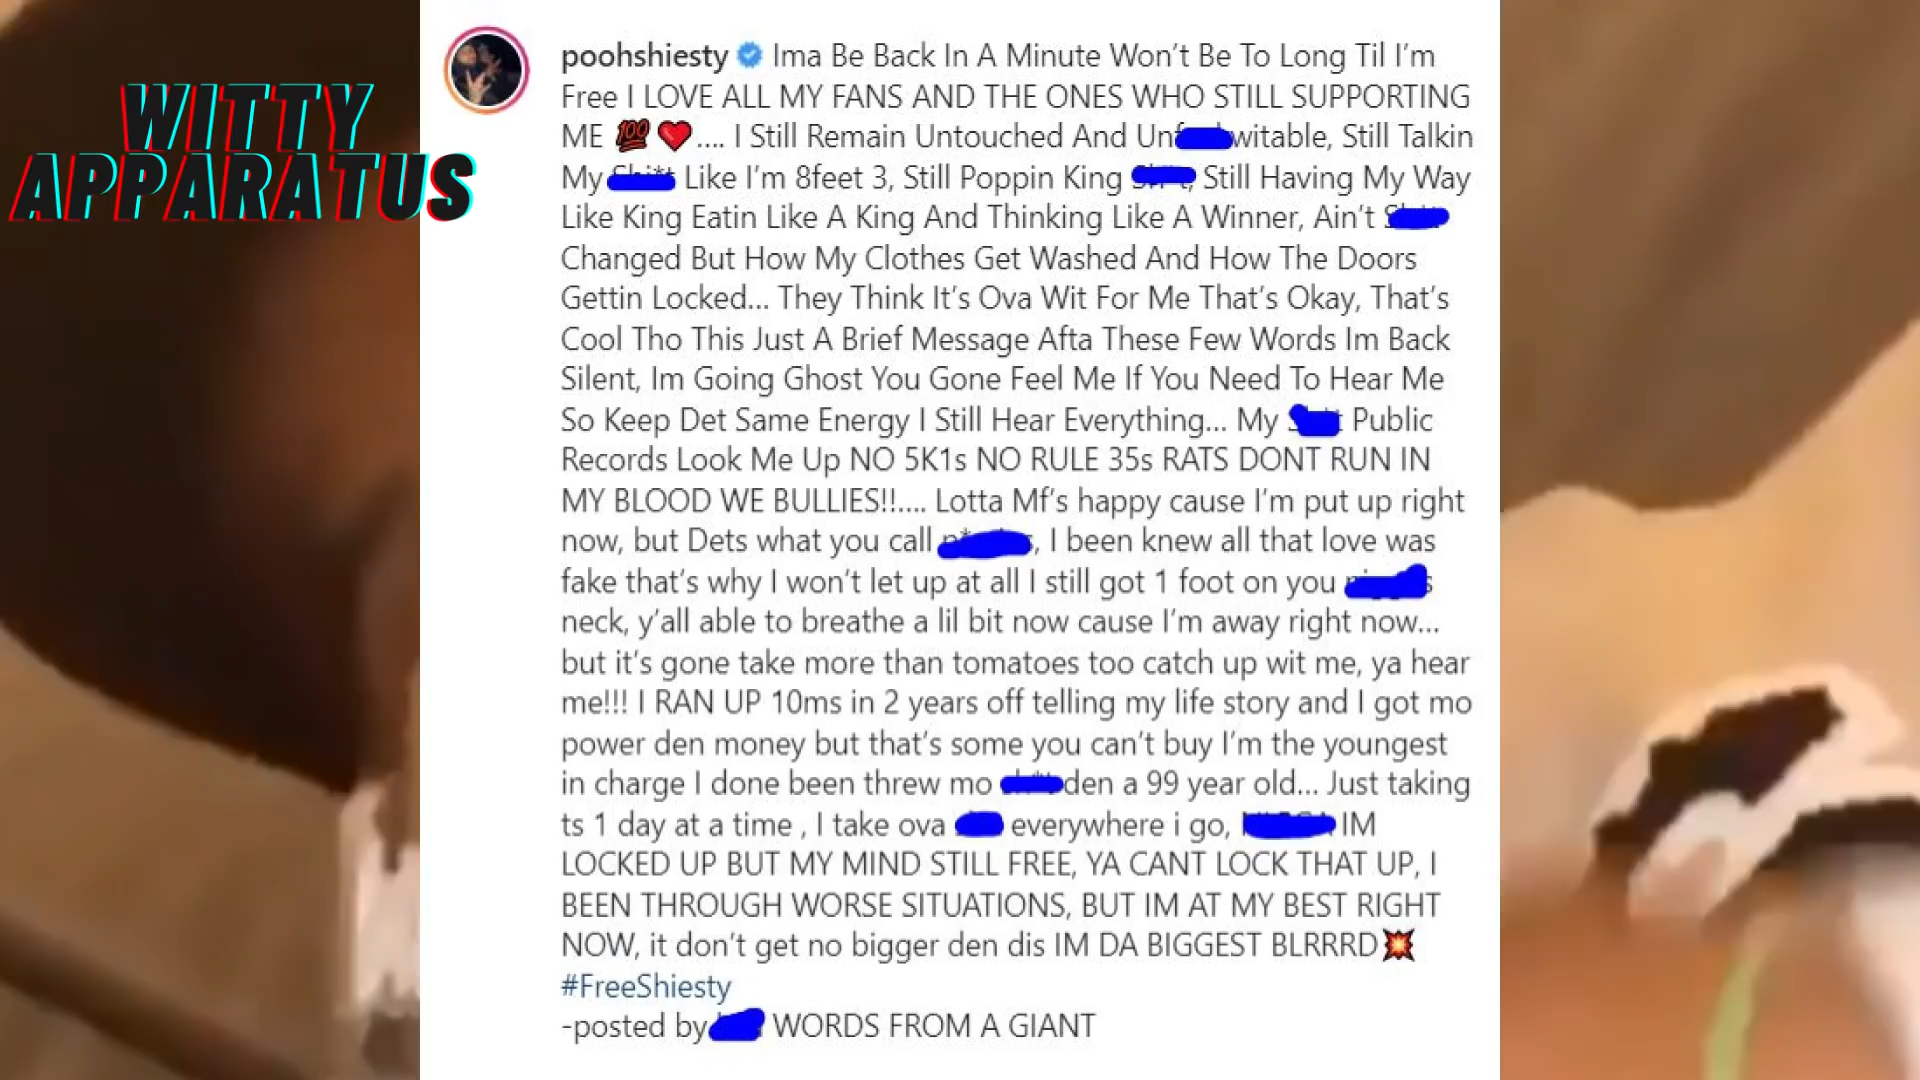 WITTY
APPARATUS
poohshiesty Ima Be Back In A Minute Won't Be To Long Til I'm
Free I LOVE ALL MY FANS AND THE ONES WHO STILL SUPPORTING
ME 💯❤️.... I Still Remain Untouched And Unf witable, Still Talkin
My Like I'm 8feet 3, Still Poppin King , Still Having My Way
Like King Eatin Like A King And Thinking Like A Winner, Ain't
Changed But How My Clothes Get Washed And How The Doors
Gettin Locked... They Think It's Ova Wit For Me That's Okay, That's
Cool Tho This Just A Brief Message Afta These Few Words Im Back
Silent, Im Going Ghost You Gone Feel Me If You Need To Hear Me
So Keep Det Same Energy I Still Hear Everything... My Public
Records Look Me Up NO 5K1s NO RULE 35s RATS DONT RUN IN
MY BLOOD WE BULLIES!!.... Lotta Mf's happy cause I'm put up right
now, but Dets what you call , I been knew all that love was
fake that's why I won't let up at all I still got 1 foot on you
neck, y'all able to breathe a lil bit now cause I'm away right now...
but it's gone take more than tomatoes too catch up wit me, ya hear
me!!! I RAN UP 10ms in 2 years off telling my life story and I got mo
power den money but that's some you can't buy I'm the youngest
in charge I done been threw mo den a 99 year old... Just taking
ts 1 day at a time , I take ova everywhere i go, IM
LOCKED UP BUT MY MIND STILL FREE, YA CANT LOCK THAT UP, I
BEEN THROUGH WORSE SITUATIONS, BUT IM AT MY BEST RIGHT
NOW, it don't get no bigger den dis IM DA BIGGEST BLRRRD💥
#FreeShiesty
-posted by WORDS FROM A GIANT